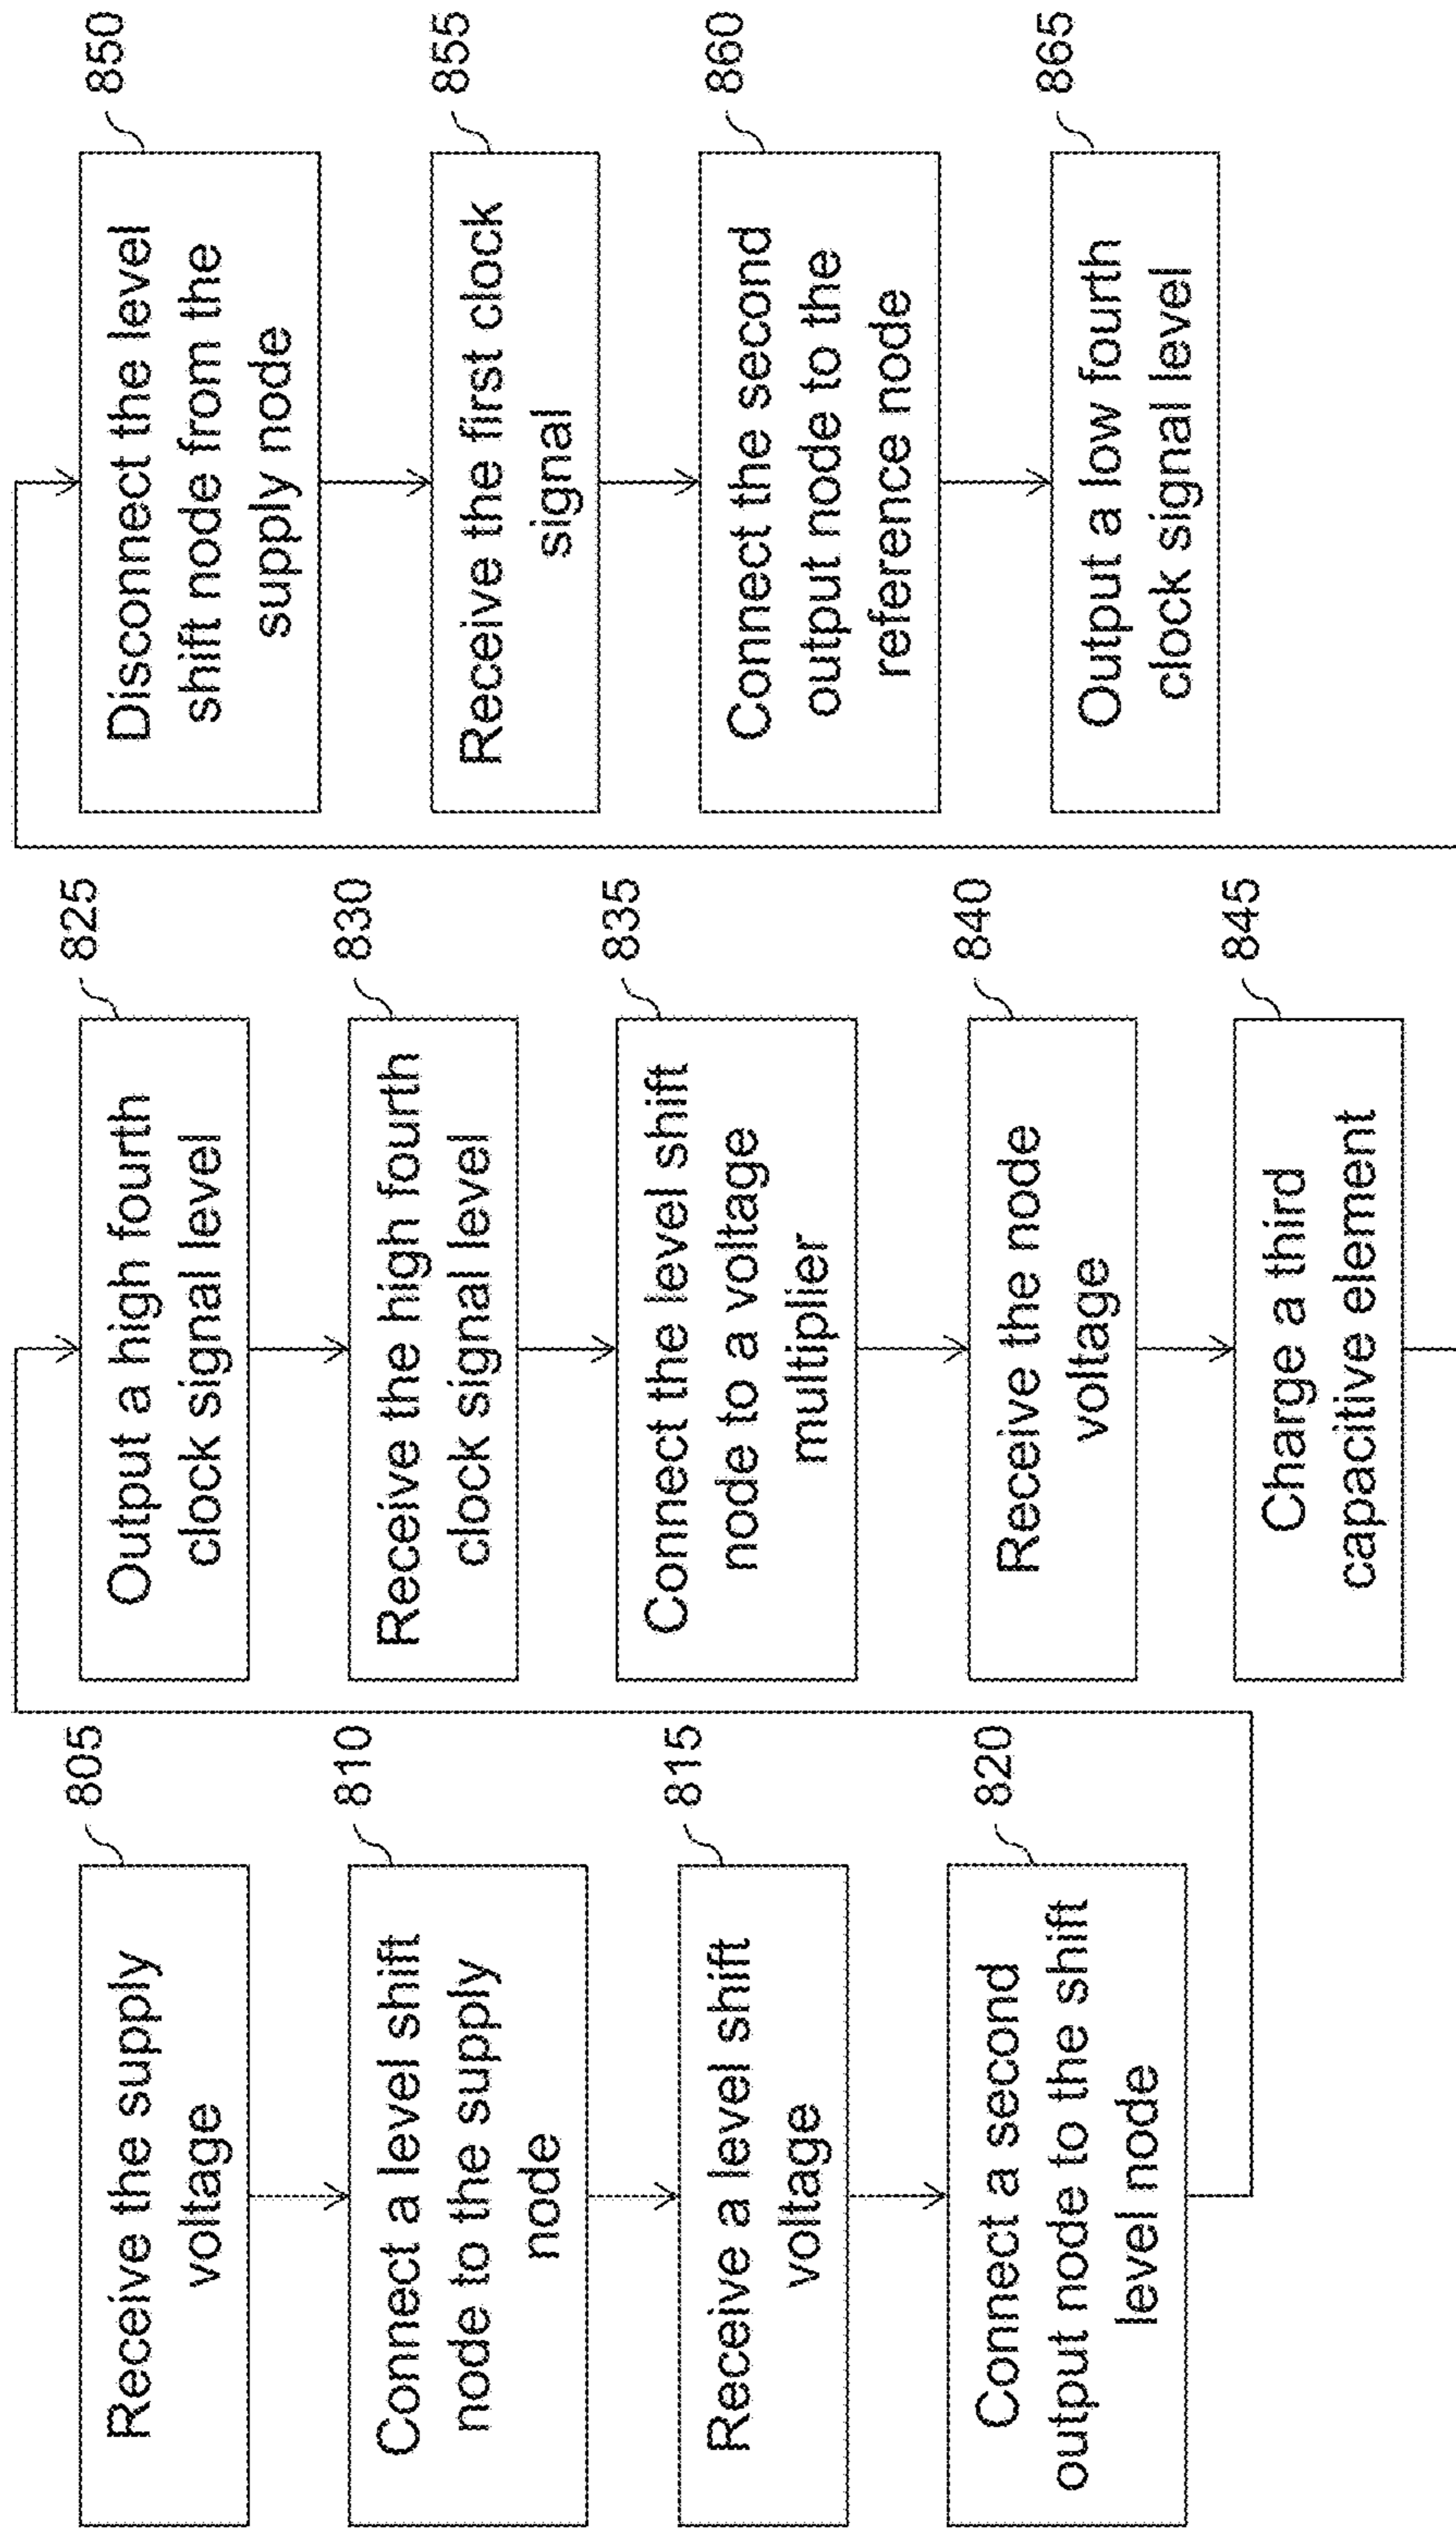 805
Receive the supply
voltage
810
Connect a level shift
node to the supply
node
815
Receive a level shift
voltage
820
Connect a second
output node to the shift
level node
825
Output a high fourth
clock signal level
830
Receive the high fourth
clock signal level
835
Connect the level shift
node to a voltage
multiplier
840
Receive the node
voltage
845
Charge a third
capacitive element
850
Disconnect the level
shift node from the
supply node
855
Receive the first clock
signal
860
Connect the second
output node to the
reference node
865
Output a low fourth
clock signal level